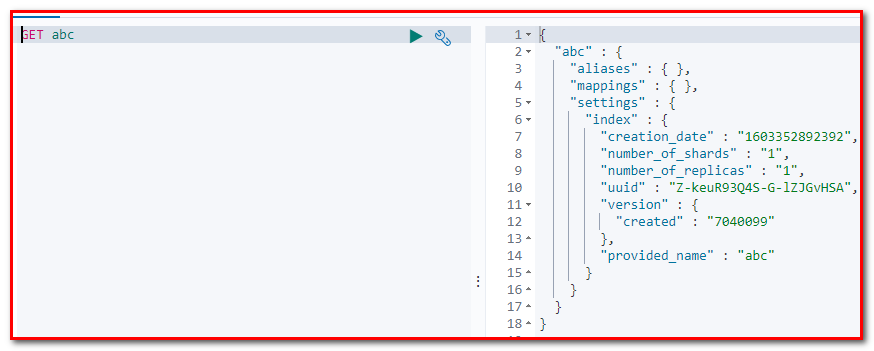 GET abc
1 {
2 "abc" : {
3 "aliases" : { },
4 "mappings" : { },
5 "settings" : {
6 "index" : {
7 "creation_date" : "1603352892392",
8 "number_of_shards" : "1",
9 "number_of_replicas" : "1",
10 "uuid" : "Z-keuR93Q4S-G-lZJGvHSA",
11 "version" : {
12 "created" : "7040099"
13 },
14 "provided_name" : "abc"
15 }
16 }
17 }
18 }